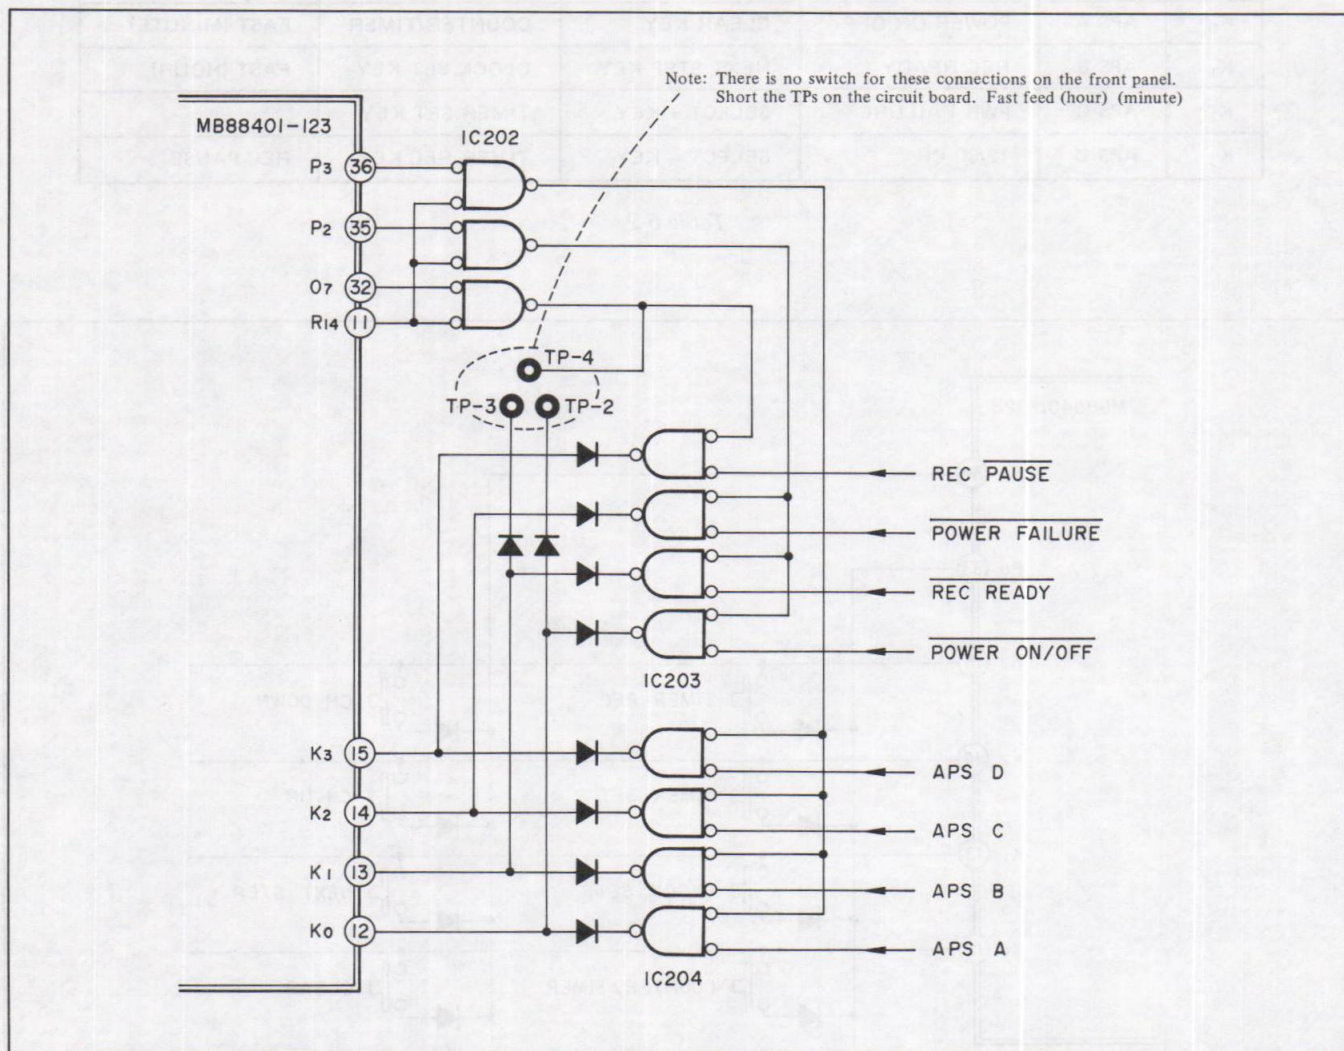 Note: There is no switch for these connections on the front panel.
Short the TPs on the circuit board. Fast feed (hour) (minute)
MB88401-123
IC202
P3 36
P2 35
O7 32
R14 11
TP-4
TP-3 TP-2
REC PAUSE
POWER FAILURE
REC READY
POWER ON/OFF
IC203
K3 15
APS D
K2 14
APS C
K1 13
APS B
K0 12
APS A
IC204